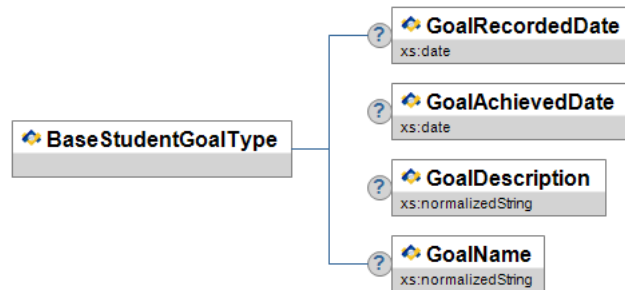 ?
GoalRecordedDate
xs:date
?
GoalAchievedDate
xs:date
BaseStudentGoalType
?
GoalDescription
xs:normalizedString
?
GoalName
xs:normalizedString